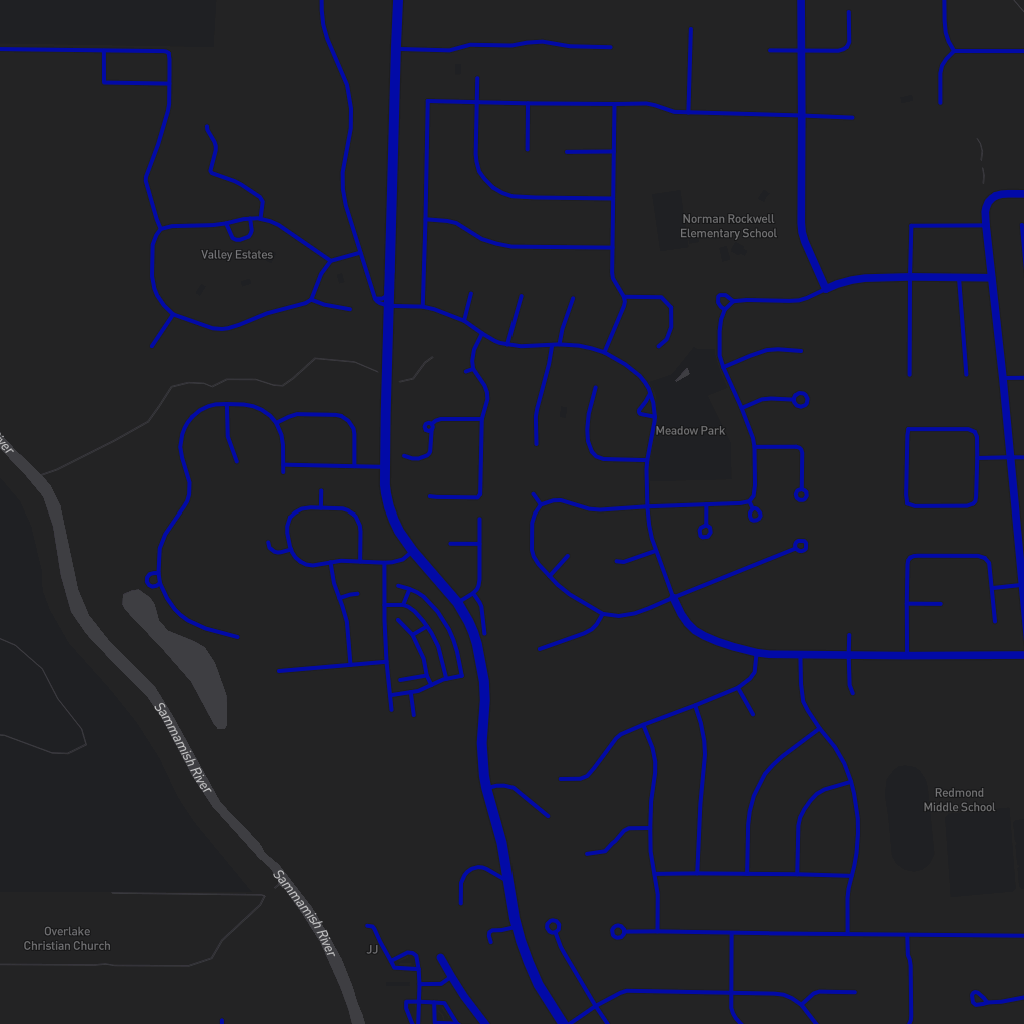 Norman Rockwell
Elementary School
Valley Estates
Meadow Park
River
Sammamish River
Redmond
Middle School
Sammamish River
Overlake
Christian Church
JJ